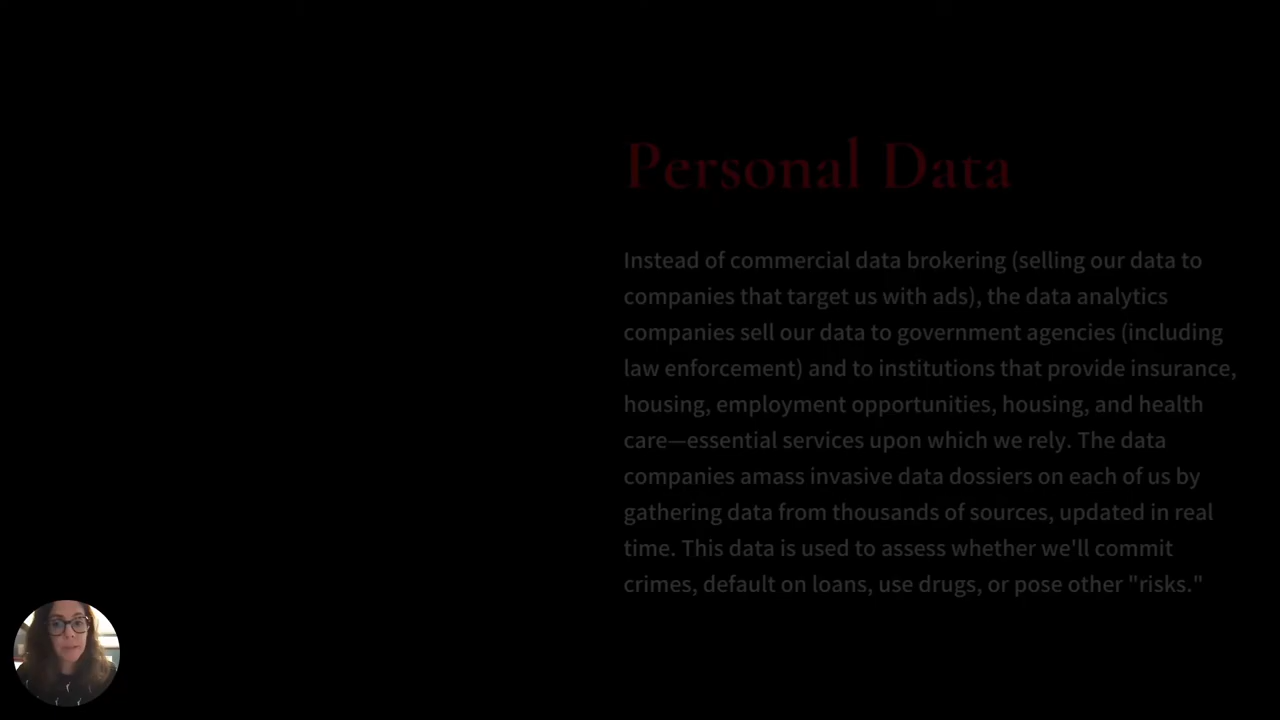 Personal Data
Instead of commercial data brokering (selling our data to
companies that target us with ads), the data analytics
companies sell our data to government agencies (including
law enforcement) and to institutions that provide insurance,
housing, employment opportunities, housing, and health
care—essential services upon which we rely. The data
companies amass invasive data dossiers on each of us by
gathering data from thousands of sources, updated in real
time. This data is used to assess whether we'll commit
crimes, default on loans, use drugs, or pose other "risks."